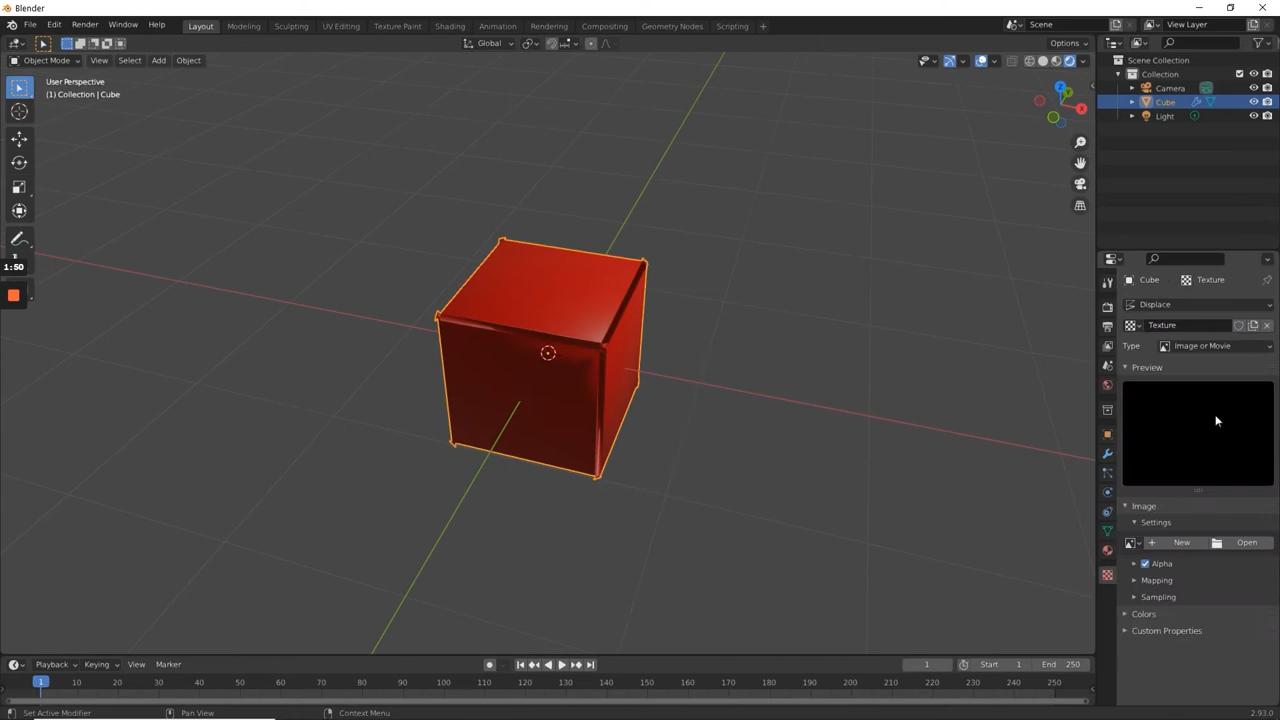 Blender
File Edit Render Window Help
Layout Modeling Sculpting UV Editing Texture Paint Shading Animation Rendering Compositing Geometry Nodes Scripting +
Scene View Layer
Global Options
Object Mode View Select Add Object
User Perspective
(1) Collection | Cube
1:50
Scene Collection
Collection
Camera
Cube
Light
Cube Texture
Displace
Texture
Type Image or Movie
Preview
Image
Settings
New Open
Alpha
Mapping
Sampling
Colors
Custom Properties
Playback Keying View Marker 1 Start 1 End 250
1 10 20 30 40 50 60 70 80 90 100 110 120 130 140 150 160 170 180 190 200 210 220 230 240 250
Set Active Modifier Pan View Context Menu 2.93.0
X